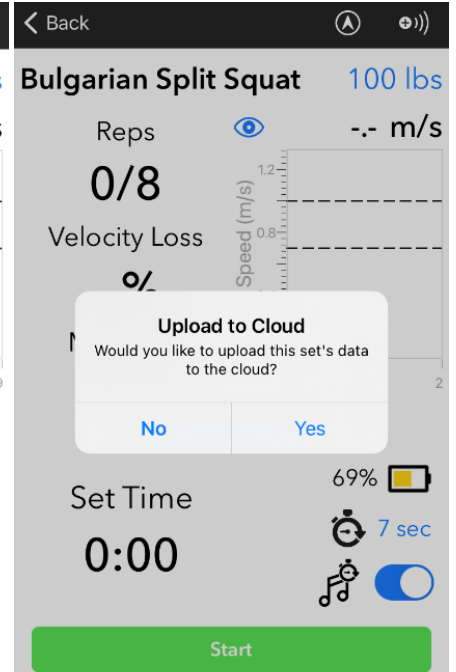 Back
Bulgarian Split Squat 100 lbs
Reps -.- m/s
0/8
1.2
Velocity Loss
0.8
Speed (m/s)
%
Upload to Cloud
Would you like to upload this set's data
to the cloud?
No Yes
2
69%
Set Time
7 sec
0:00
Start